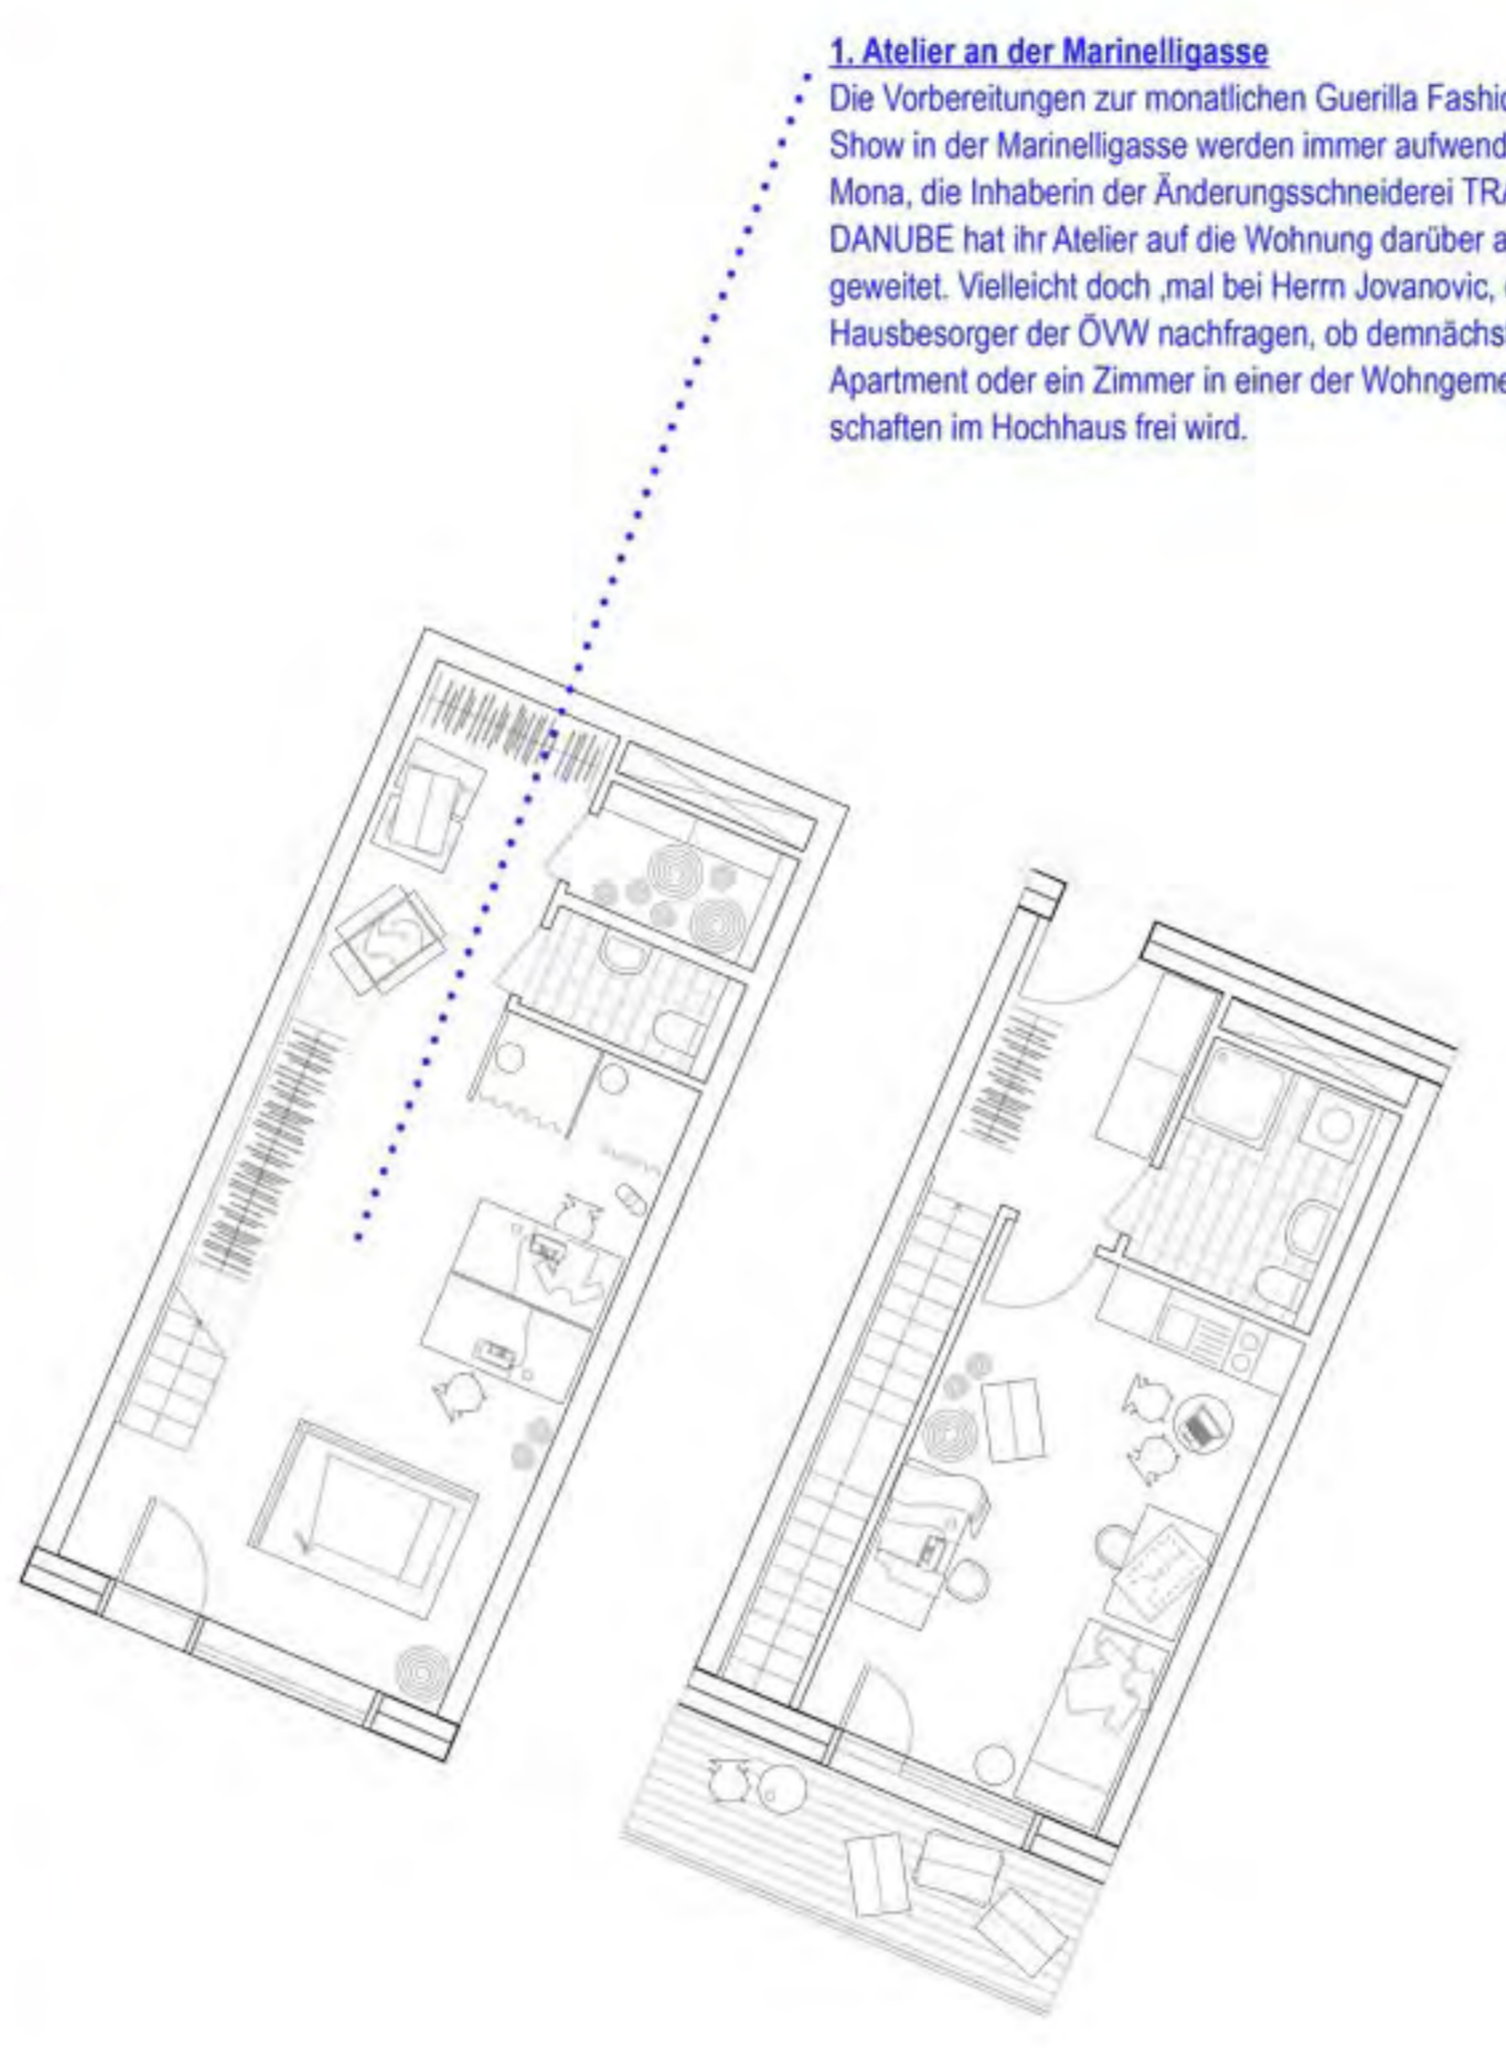 1. Atelier an der Marinelligasse
Die Vorbereitungen zur monatlichen Guerilla Fashio
Show in der Marinelligasse werden immer aufwend
Mona, die Inhaberin der Änderungsschneiderei TRA
DANUBE hat ihr Atelier auf die Wohnung darüber a
geweitet. Vielleicht doch ‚mal bei Herrn Jovanovic,
Hausbesorger der ÖVW nachfragen, ob demnächst
Apartment oder ein Zimmer in einer der Wohngeme
schaften im Hochhaus frei wird.